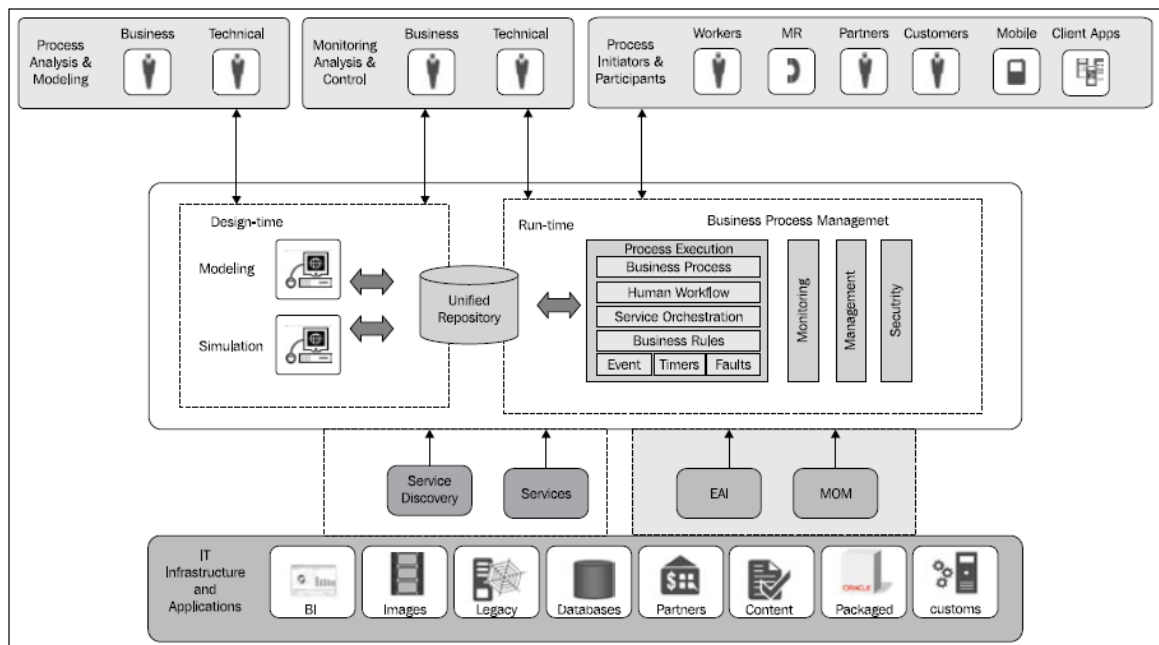 Process
Analysis &
Modeling
Business
Technical
Monitoring
Analysis &
Control
Business
Technical
Process
Initiators &
Participants
Workers
MR
Partners
Customers
Mobile
Client Apps
Design-time
Modeling
Simulation
Unified
Repository
Run-time
Business Process Managemet
Process Execution
Business Process
Human Workflow
Service Orchestration
Business Rules
Event
Timers
Faults
Monitoring
Management
Secutrity
Service
Discovery
Services
EAI
MOM
IT
Infrastructure
and
Applications
BI
Images
Legacy
Databases
$
Partners
Content
ORACLE
Packaged
customs